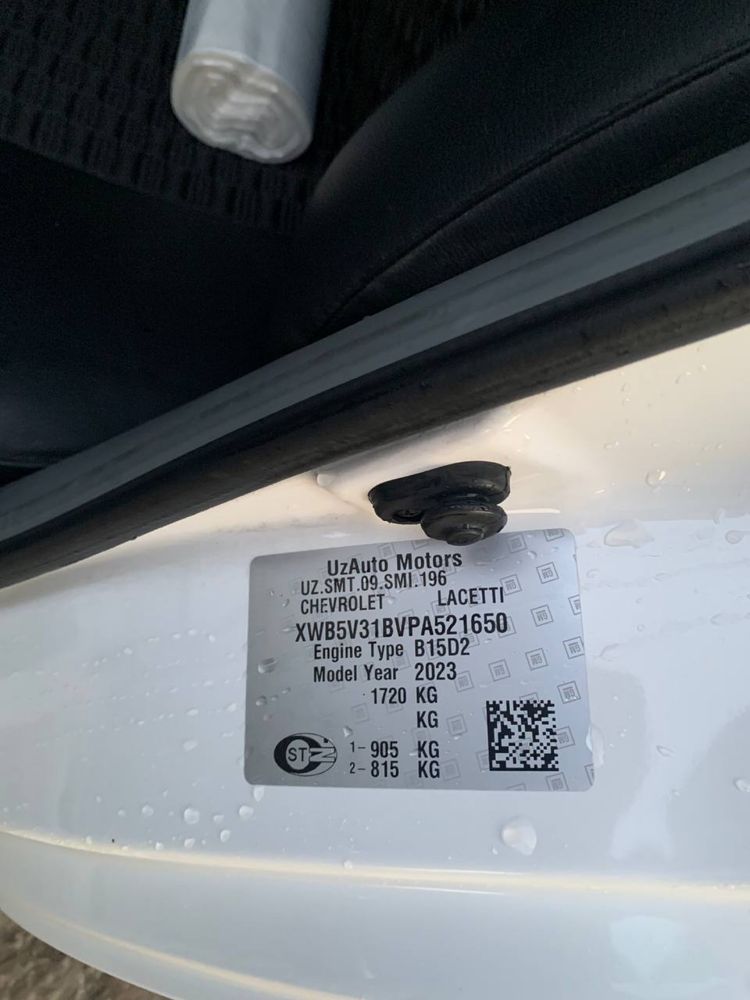 UzAuto Motors
UZ.SMT.09.SMI.196
CHEVROLET LACETTI
XWB5V31BVPA521650
Engine Type B15D2
Model Year 2023
1720 KG
KG
1- 905 KG
2- 815 KG